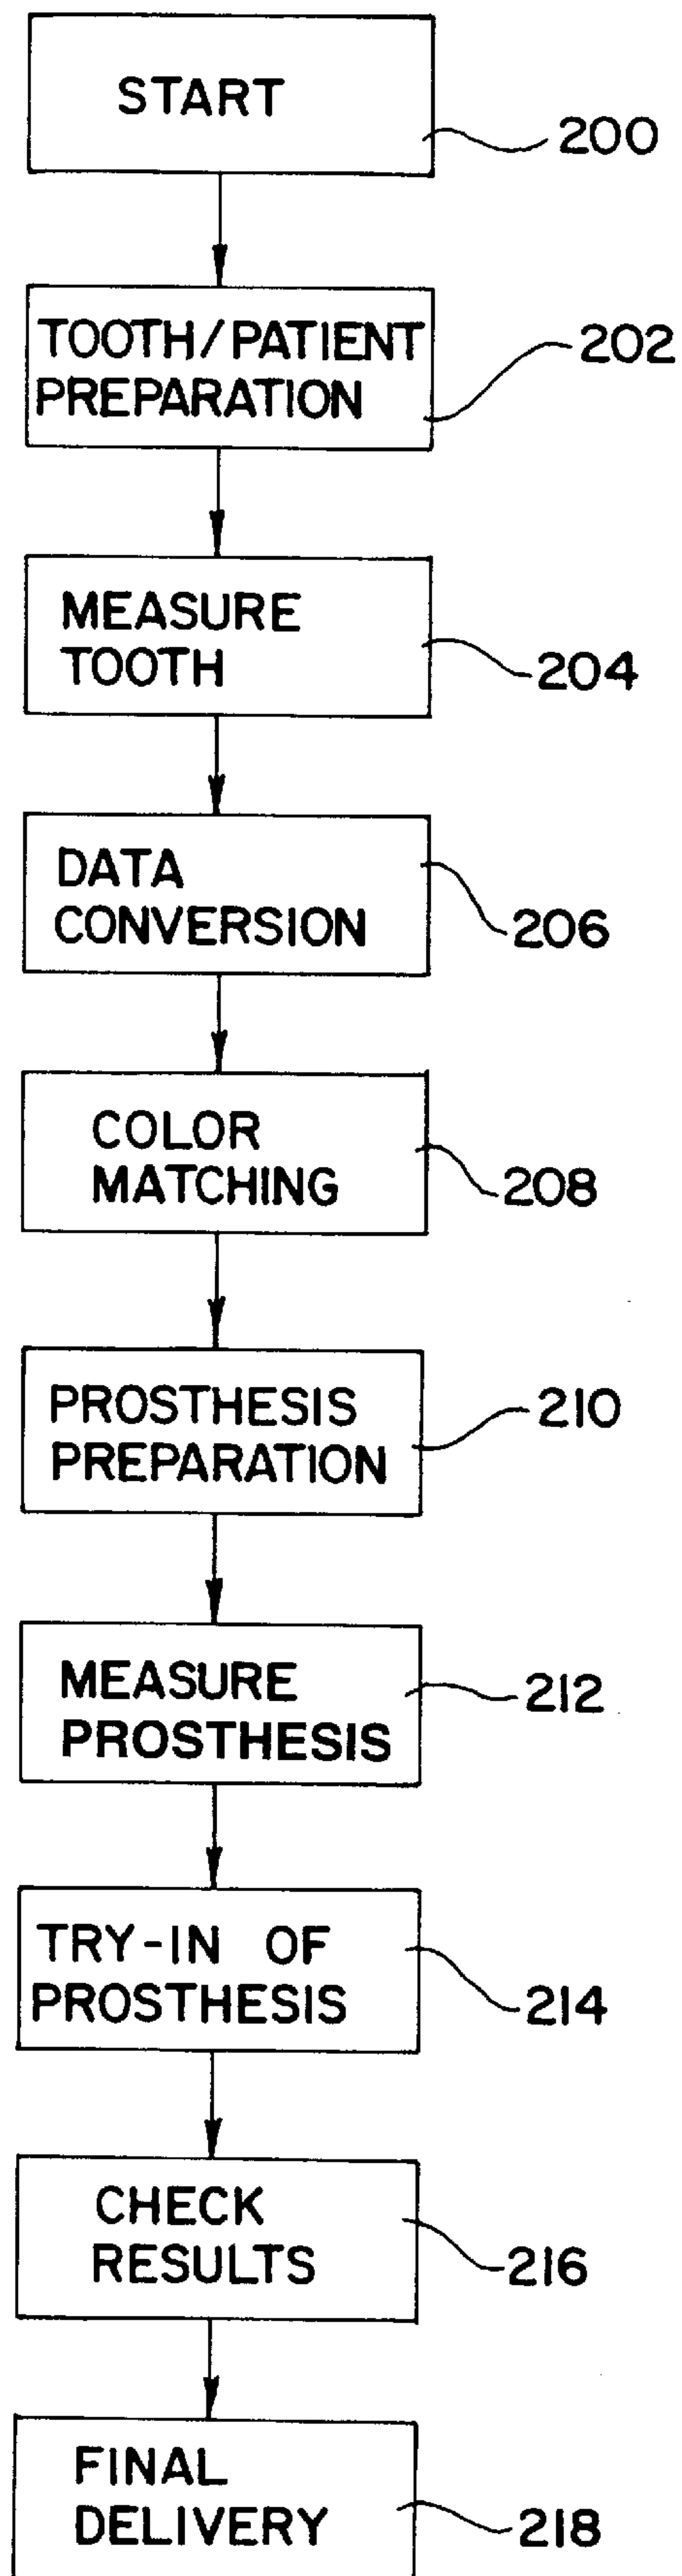 START
200
TOOTH/PATIENT
PREPARATION
202
MEASURE
TOOTH
204
DATA
CONVERSION
206
COLOR
MATCHING
208
PROSTHESIS
PREPARATION
210
MEASURE
PROSTHESIS
212
TRY-IN OF
PROSTHESIS
214
CHECK
RESULTS
216
FINAL
DELIVERY
218